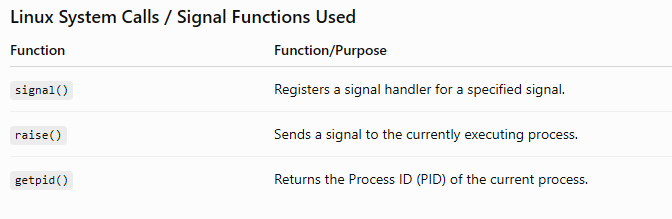 Linux System Calls / Signal Functions Used
Function Function/Purpose
signal() Registers a signal handler for a specified signal.
raise() Sends a signal to the currently executing process.
getpid() Returns the Process ID (PID) of the current process.